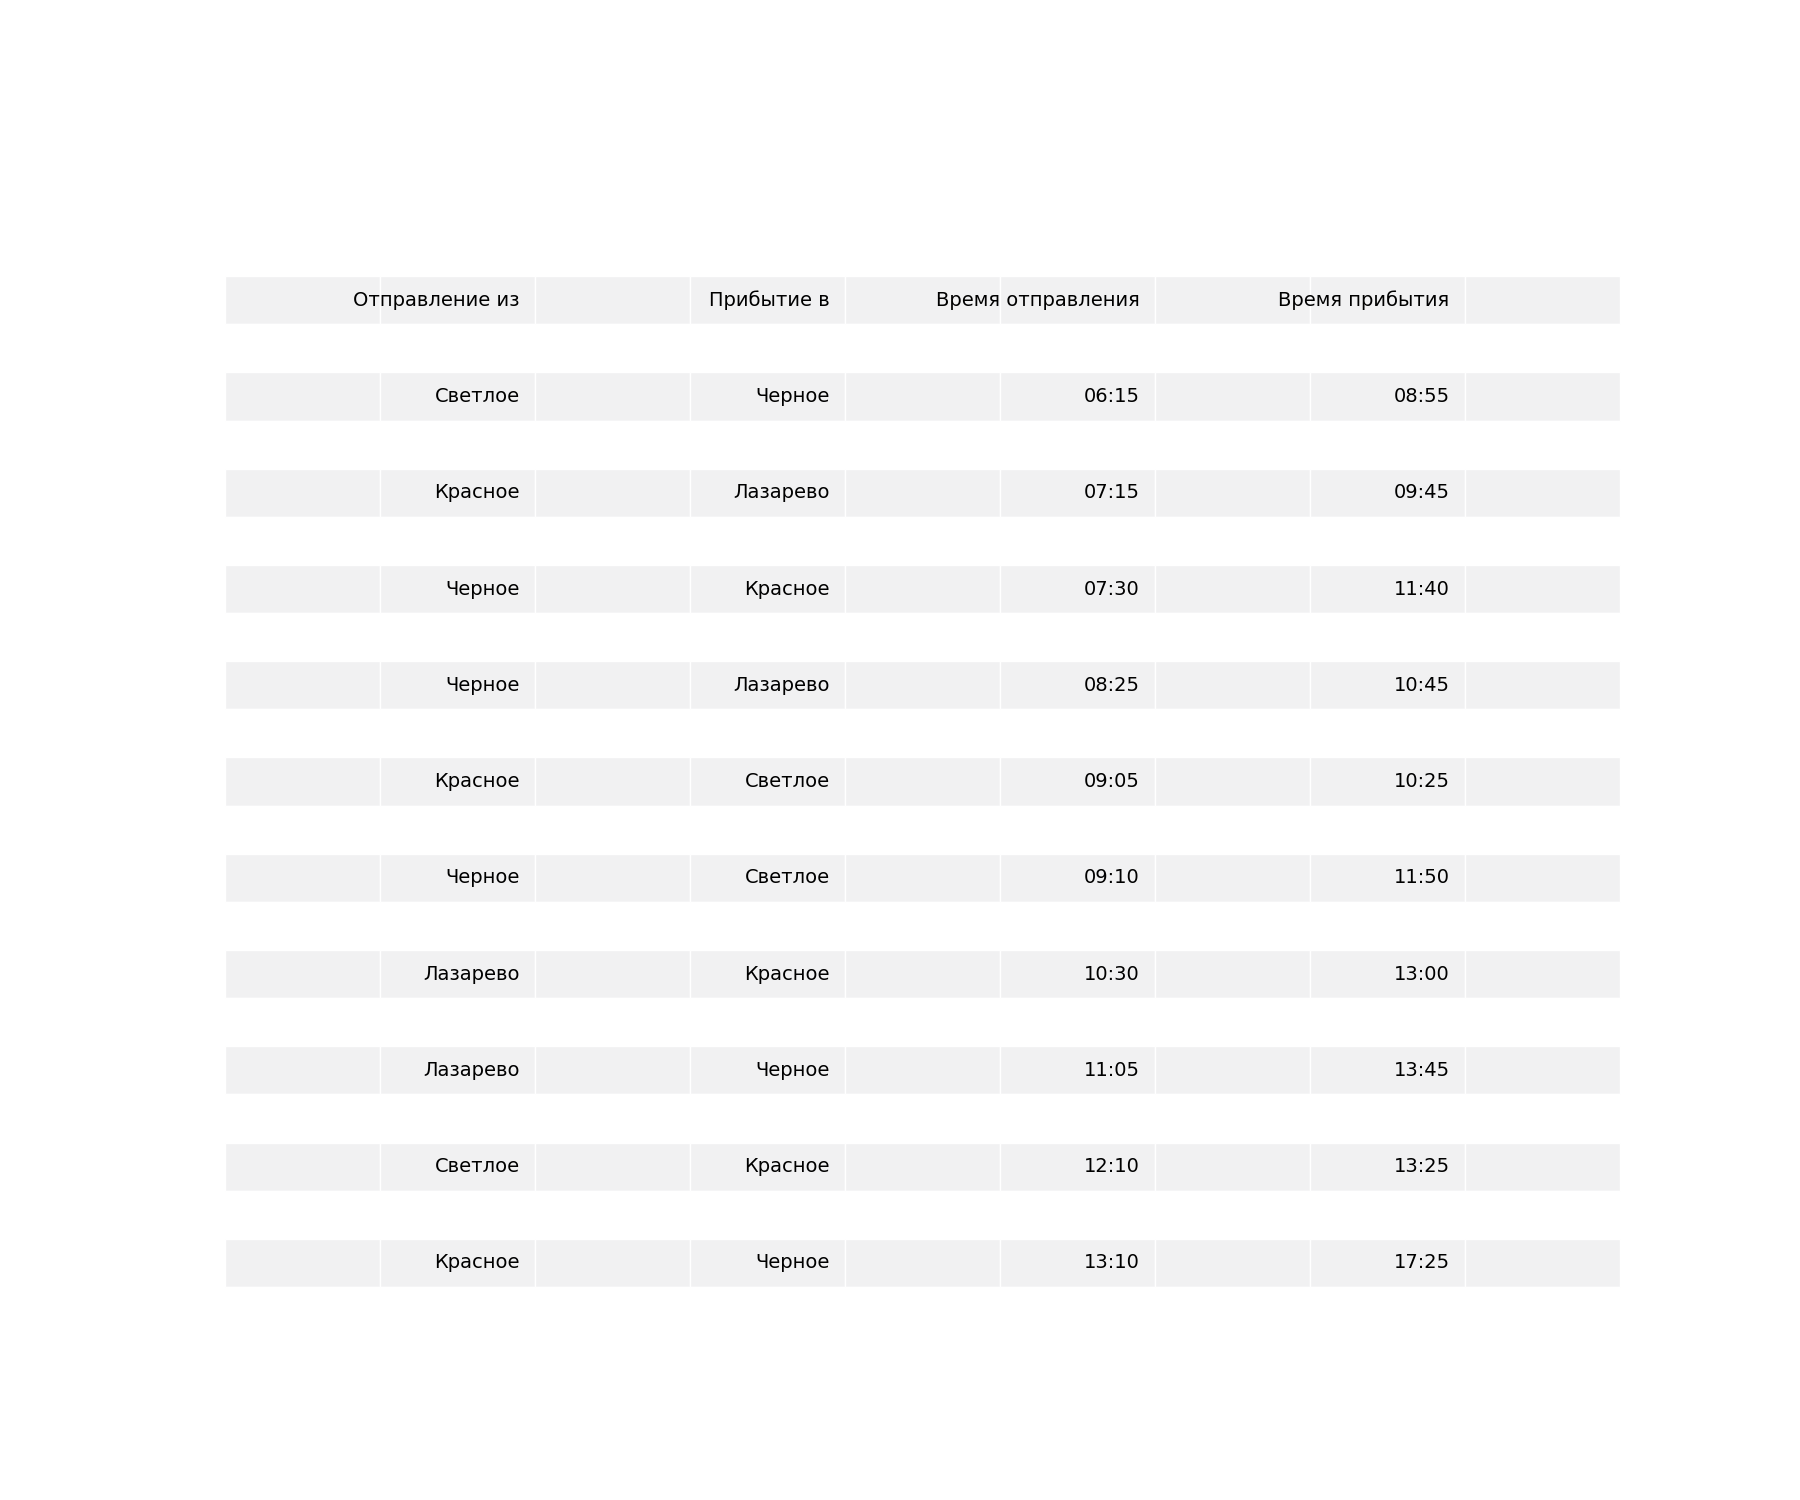 Отправление из Прибытие в Время отправления Время прибытия
Светлое Черное 06:15 08:55
Красное Лазарево 07:15 09:45
Черное Красное 07:30 11:40
Черное Лазарево 08:25 10:45
Красное Светлое 09:05 10:25
Черное Светлое 09:10 11:50
Лазарево Красное 10:30 13:00
Лазарево Черное 11:05 13:45
Светлое Красное 12:10 13:25
Красное Черное 13:10 17:25